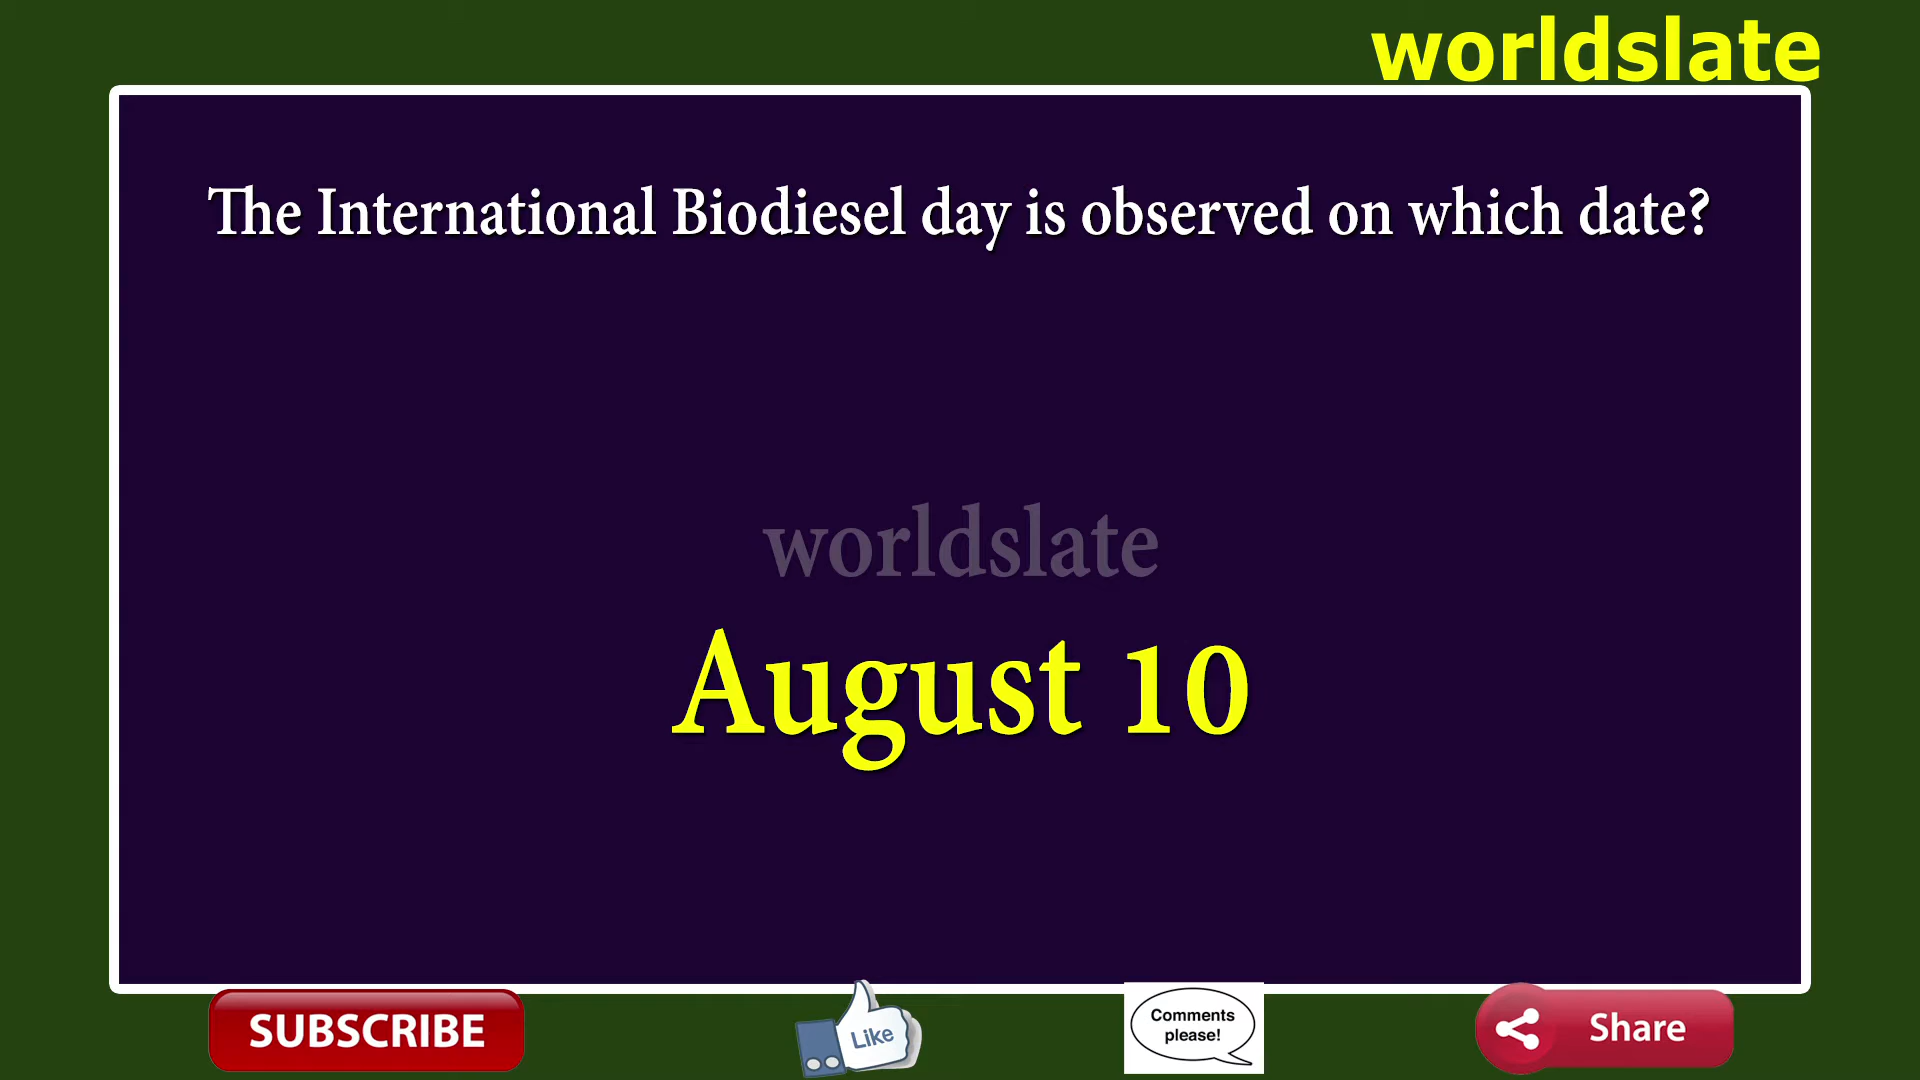 worldslate
The International Biodiesel day is observed on which date?
worldslate
August 10
SUBSCRIBE
Like
Comments
please!
Share